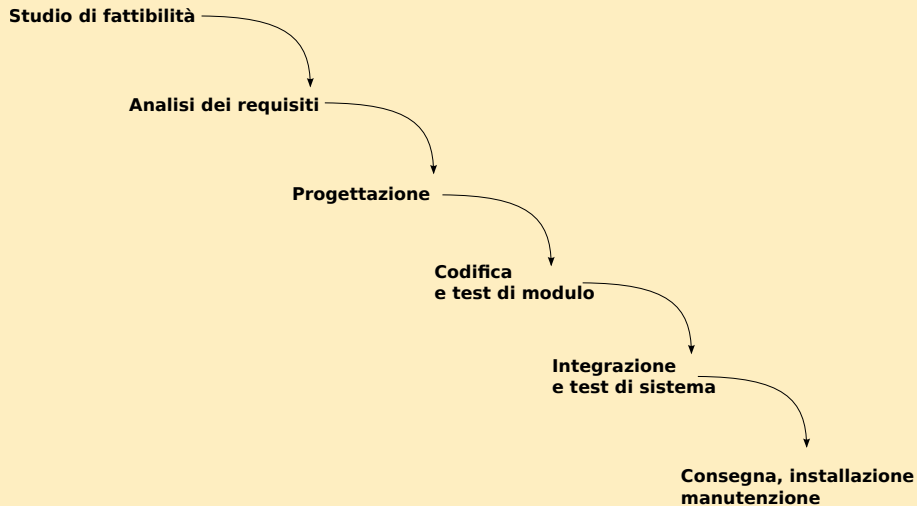 Studio di fattibilità
Analisi dei requisiti
Progettazione
Codifica
e test di modulo
Integrazione
e test di sistema
Consegna, installazione
manutenzione